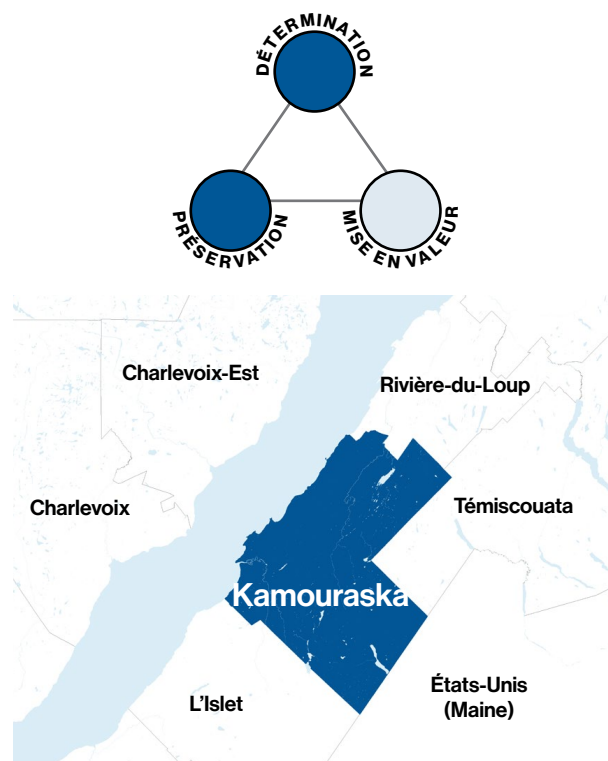 DÉTERMINATION
PRÉSERVATION
MISE EN VALEUR
Charlevoix-Est
Rivière-du-Loup
Charlevoix
Témiscouata
Kamouraska
L'Islet
États-Unis
(Maine)